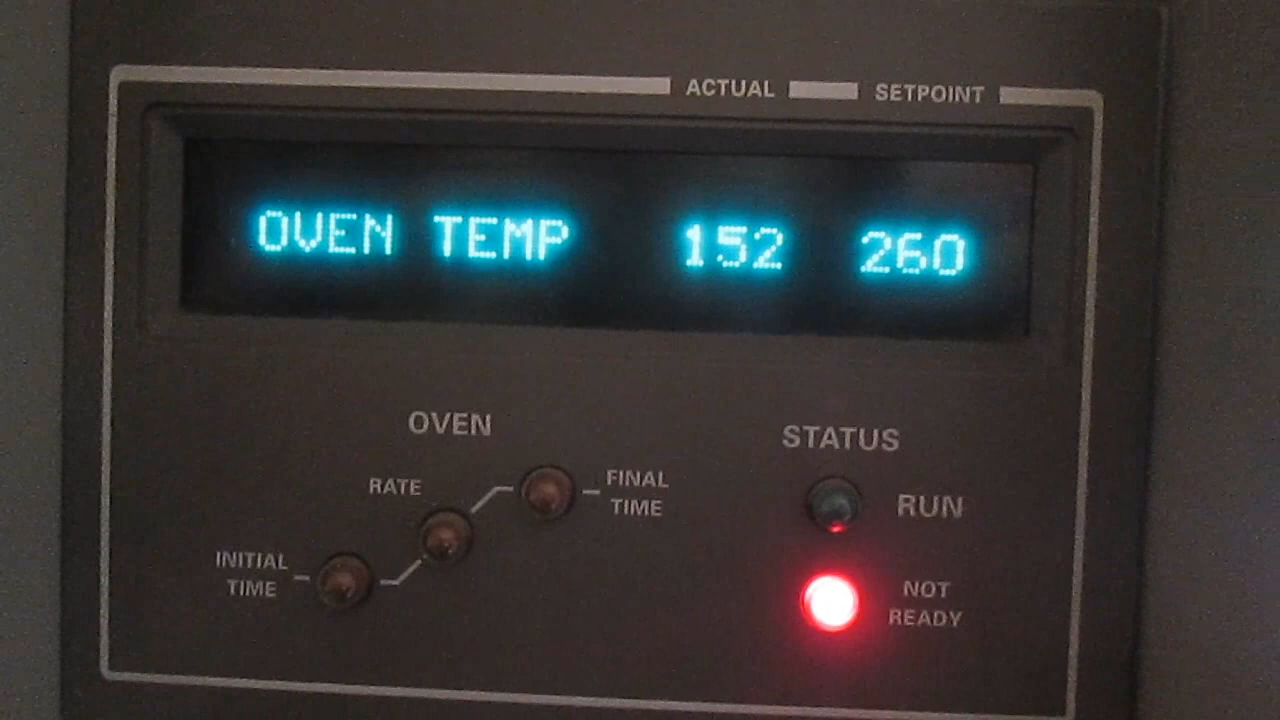 ACTUAL SETPOINT
OVEN TEMP 152 260
OVEN
STATUS
RATE
FINAL
TIME
RUN
INITIAL
TIME
NOT
READY